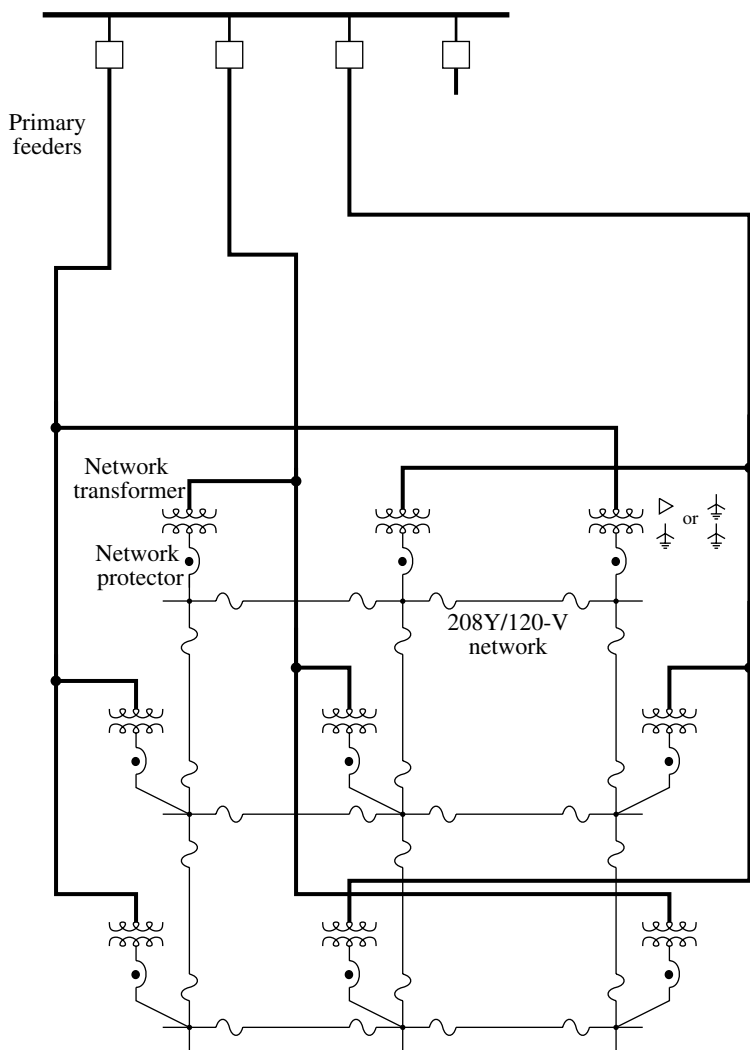 Primary
feeders
Network
transformer
or
Network
protector
208Y/120-V
network